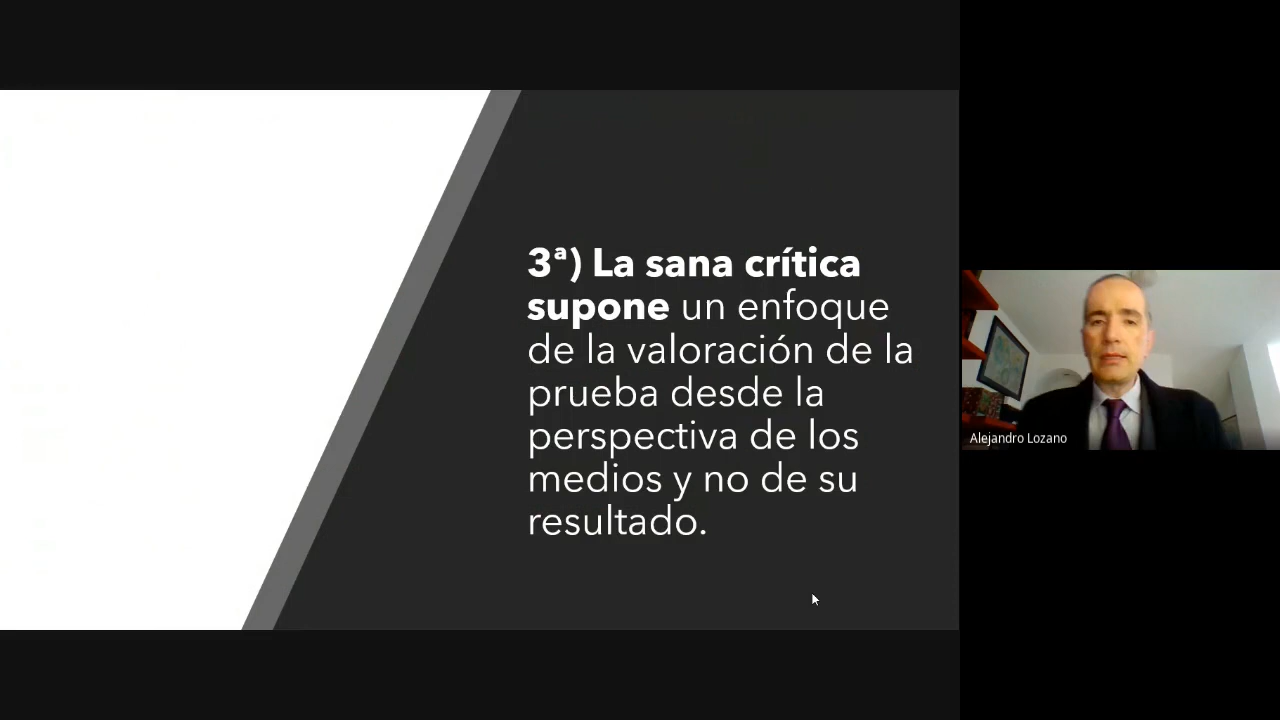 3ª) La sana crítica
supone un enfoque
de la valoración de la
prueba desde la
perspectiva de los
medios y no de su
resultado.
Alejandro Lozano